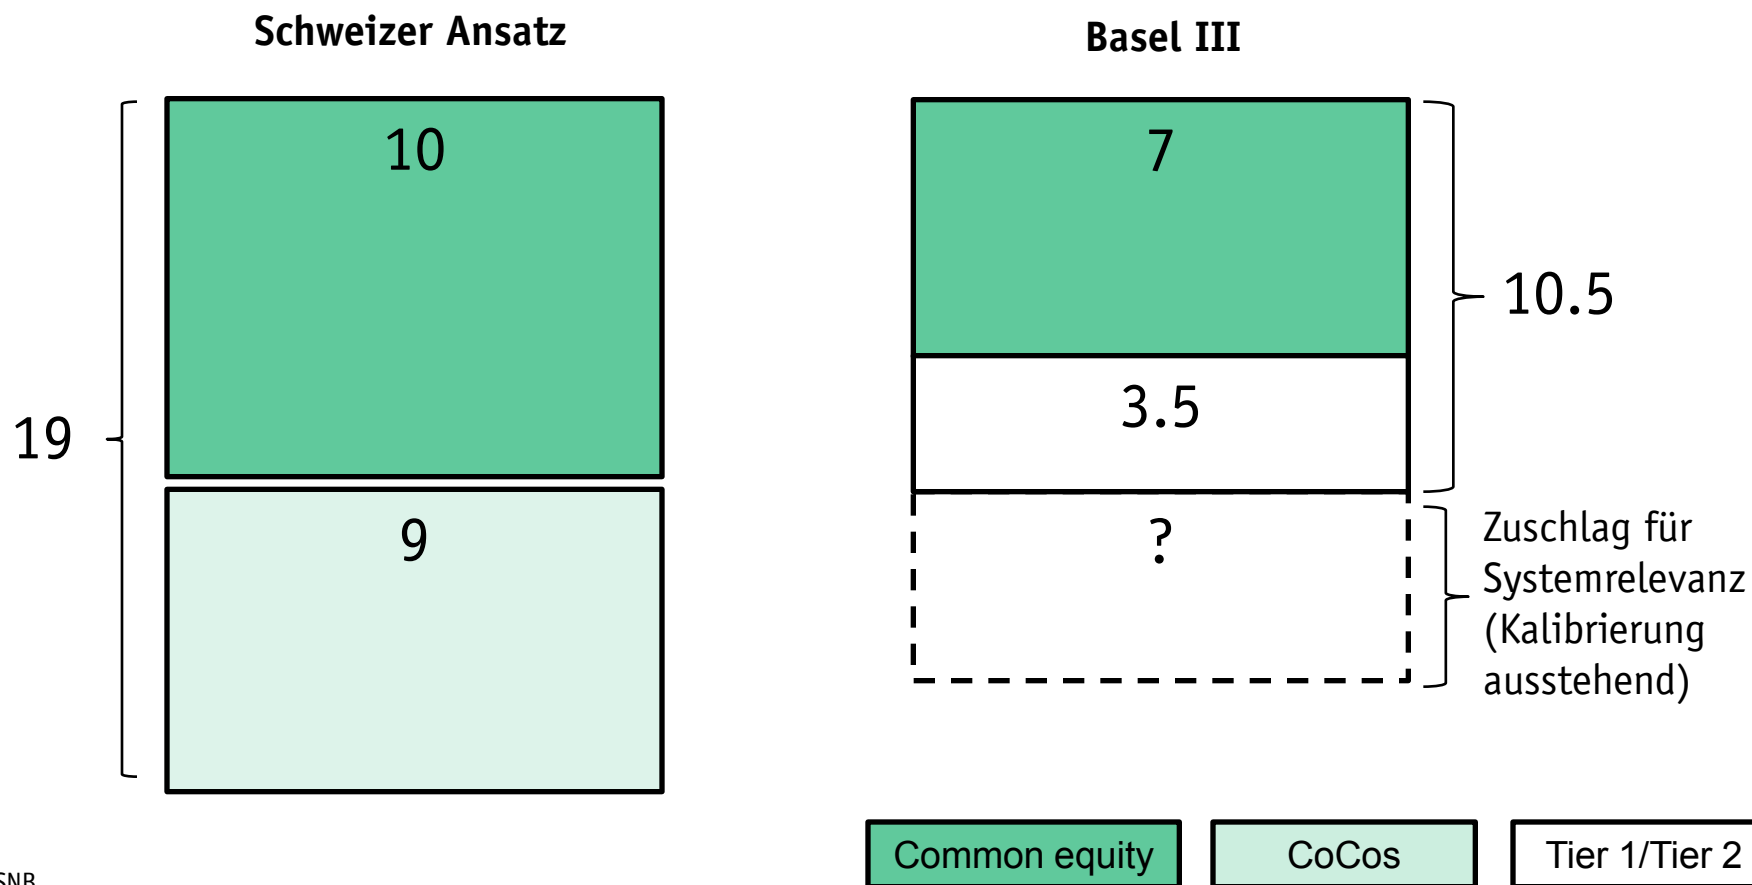 Schweizer Ansatz
Basel III
10
9
19
7
3.5
?
10.5
Zuschlag für
Systemrelevanz
(Kalibrierung
ausstehend)
Common equity
CoCos
Tier 1/Tier 2
SNB